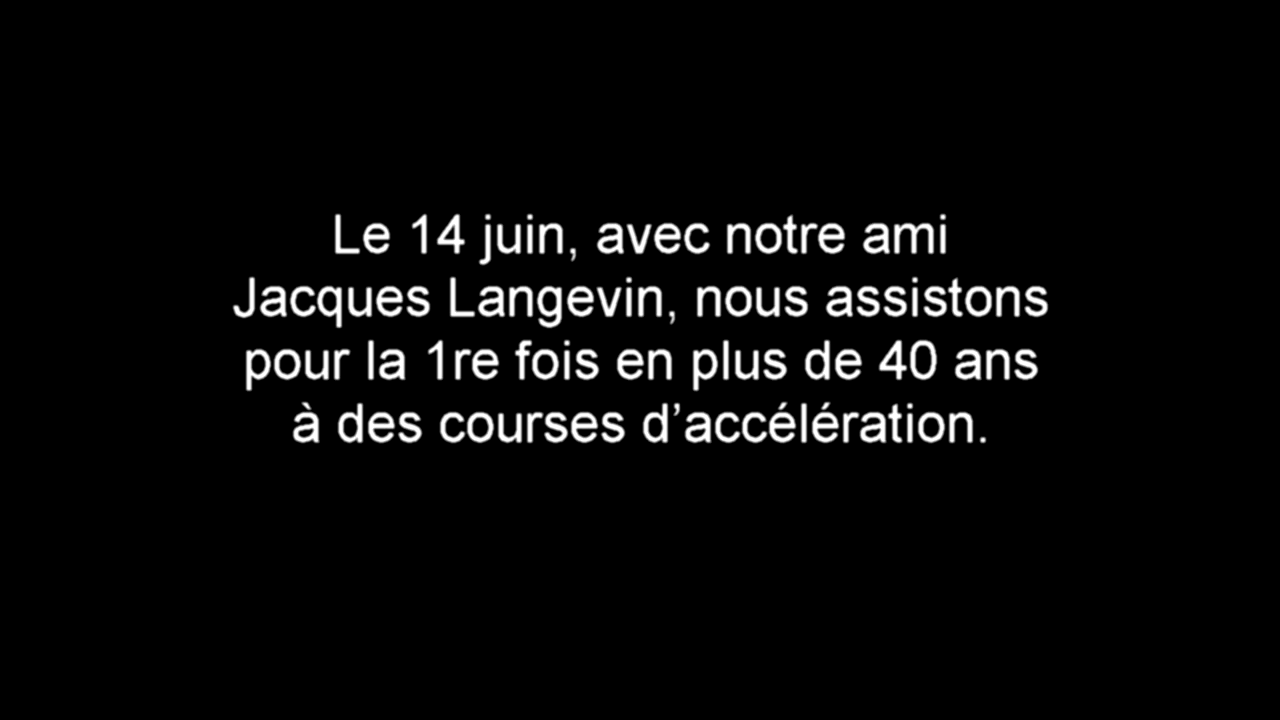 Le 14 juin, avec notre ami
Jacques Langevin, nous assistons
pour la 1re fois en plus de 40 ans
à des courses d’accélération.